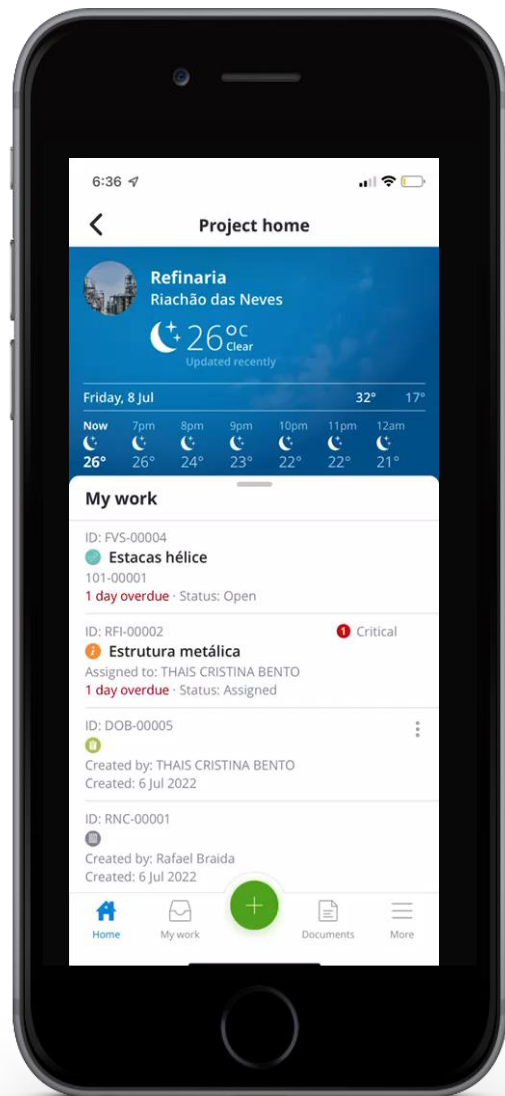 6:36
Project home
Refinaria
Riachão das Neves
26°C
Clear
Updated recently
Friday, 8 Jul 32° 17°
Now 7pm 8pm 9pm 10pm 11pm 12am
26° 26° 24° 23° 22° 22° 21°
My work
ID: FVS-00004
Estacas hélice
101-00001
1 day overdue · Status: Open
ID: RFI-00002 1 Critical
Estrutura metálica
Assigned to: THAIS CRISTINA BENTO
1 day overdue · Status: Assigned
ID: DOB-00005
Created by: THAIS CRISTINA BENTO
Created: 6 Jul 2022
ID: RNC-00001
Created by: Rafael Braida
Created: 6 Jul 2022
Home My work Documents More